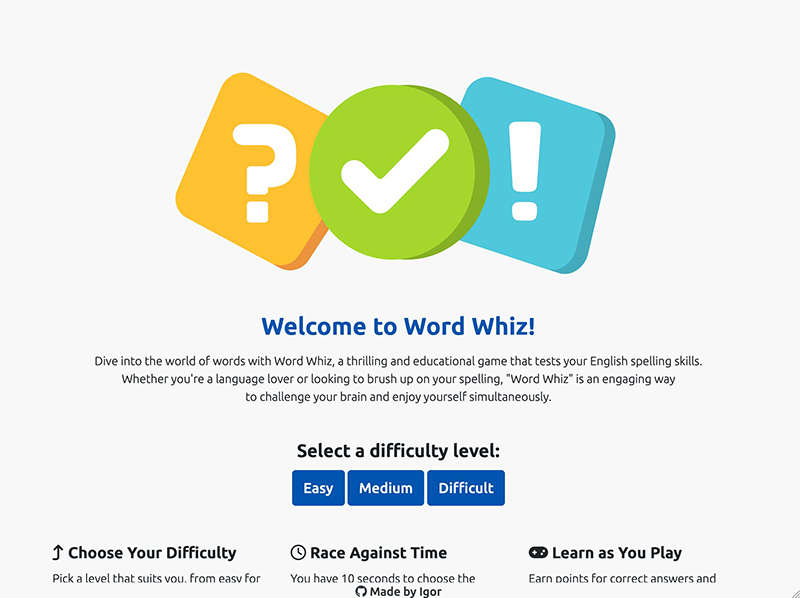 ? ✓ !
Welcome to Word Whiz!
Dive into the world of words with Word Whiz, a thrilling and educational game that tests your English spelling skills.
Whether you're a language lover or looking to brush up on your spelling, "Word Whiz" is an engaging way
to challenge your brain and enjoy yourself simultaneously.
Select a difficulty level:
Easy Medium Difficult
Choose Your Difficulty
Pick a level that suits you, from easy for
Race Against Time
You have 10 seconds to choose the
Learn as You Play
Earn points for correct answers and
Made by Igor